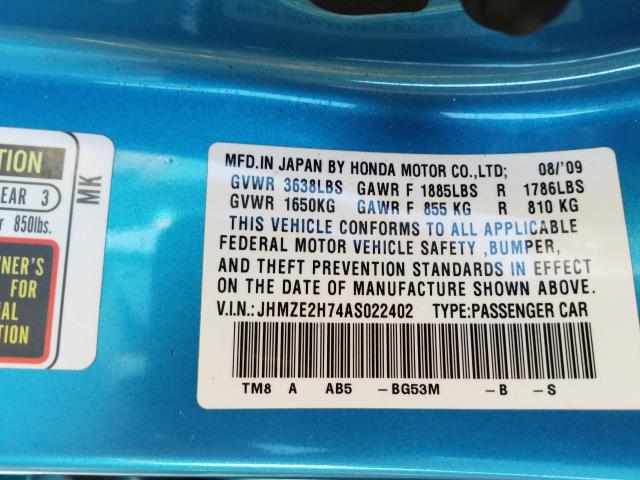 TION
EAR 3
r 850lbs.
NER'S
FOR
AL
TION
MK
MFD.IN JAPAN BY HONDA MOTOR CO.,LTD; 08/'09
GVWR 3638LBS GAWR F 1885LBS R 1786LBS
GVWR 1650KG GAWR F 855 KG R 810 KG
THIS VEHICLE CONFORMS TO ALL APPLICABLE
FEDERAL MOTOR VEHICLE SAFETY ,BUMPER,
AND THEFT PREVENTION STANDARDS IN EFFECT
ON THE DATE OF MANUFACTURE SHOWN ABOVE.
V.I.N.: JHMZE2H74AS022402 TYPE:PASSENGER CAR
TM8 A AB5 -BG53M -B -S